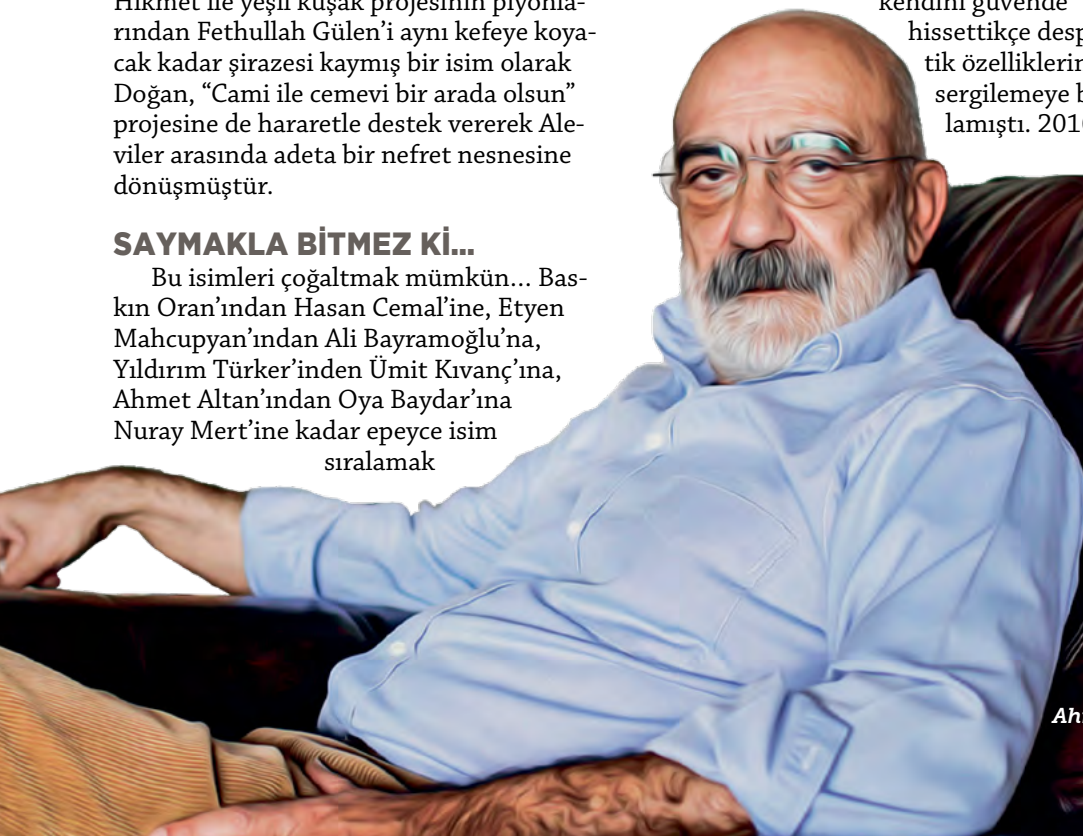 Hikmet ile yeşil kuşak projesinin piyonla-
rından Fethullah Gülen’i aynı kefeye koya-
cak kadar şirazesi kaymış bir isim olarak
Doğan, “Cami ile cemevi bir arada olsun”
projesine de hararetle destek vererek Ale-
viler arasında adeta bir nefret nesnesine
dönüşmüştür.
SAYMAKLA BİTMEZ Kİ...
Bu isimleri çoğaltmak mümkün... Bas-
kın Oran’ından Hasan Cemal’ine, Etyen
Mahcupyan’ından Ali Bayramoğlu’na,
Yıldırım Türker’inden Ümit Kıvanç’ına,
Ahmet Altan’ından Oya Baydar’ına
Nuray Mert’ine kadar epeyce isim
sıralamak
kendini güvende
hissettikçe desp
tik özelliklerin
sergilemeye b
lamıştı. 201
Ah